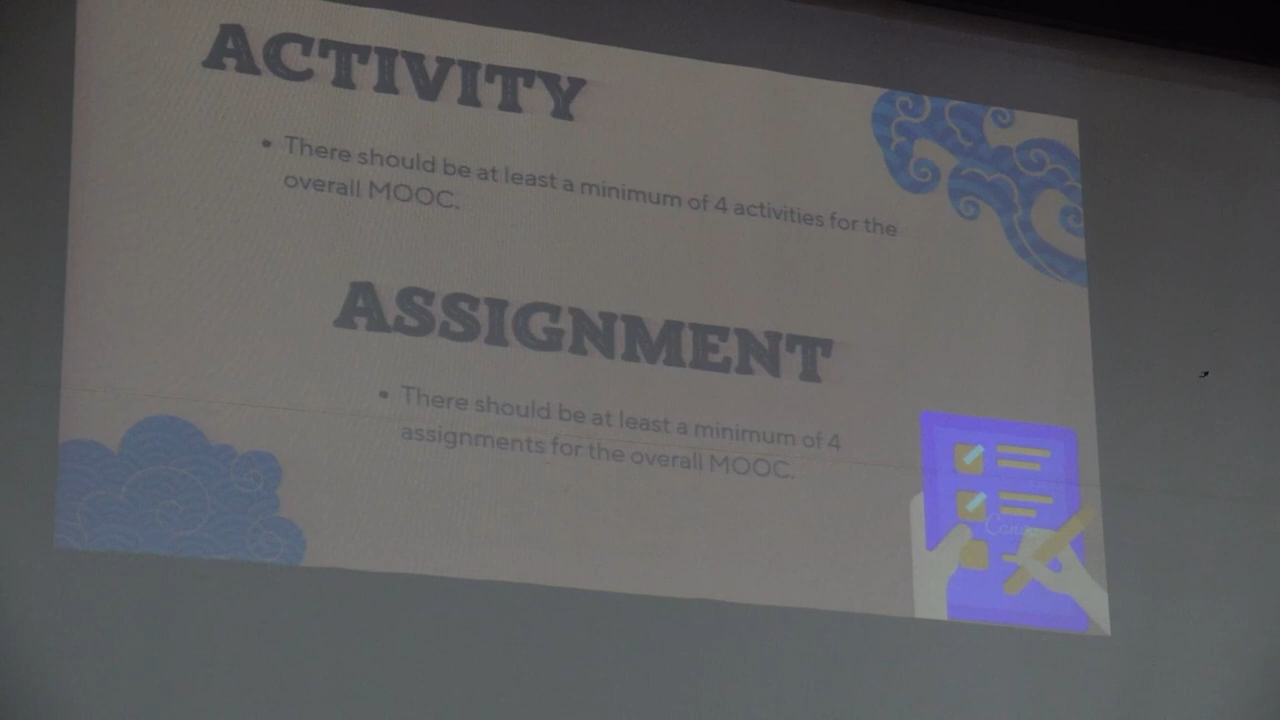 ACTIVITY
• There should be at least a minimum of 4 activities for the
overall MOOC.
ASSIGNMENT
• There should be at least a minimum of 4
assignments for the overall MOOC.
Canva